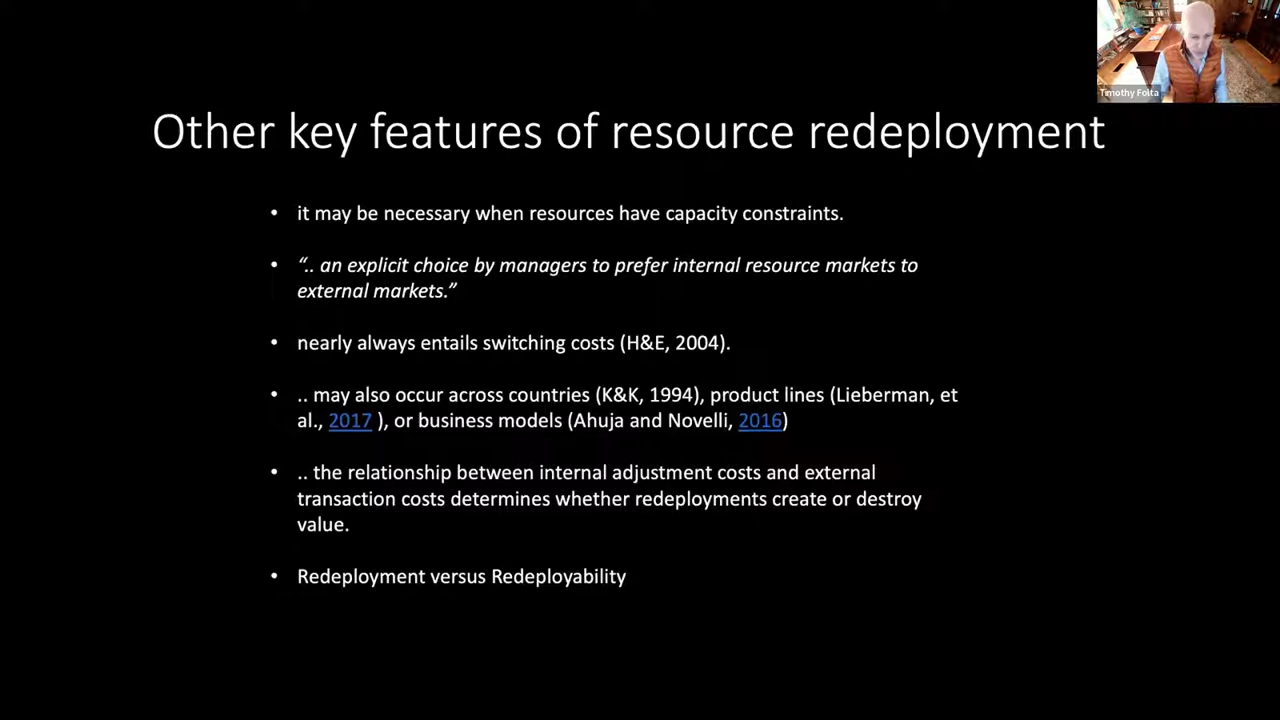 Timothy Folta
Other key features of resource redeployment
• it may be necessary when resources have capacity constraints.
• “.. an explicit choice by managers to prefer internal resource markets to
external markets.”
• nearly always entails switching costs (H&E, 2004).
• .. may also occur across countries (K&K, 1994), product lines (Lieberman, et
al., 2017 ), or business models (Ahuja and Novelli, 2016)
• .. the relationship between internal adjustment costs and external
transaction costs determines whether redeployments create or destroy
value.
• Redeployment versus Redeployability